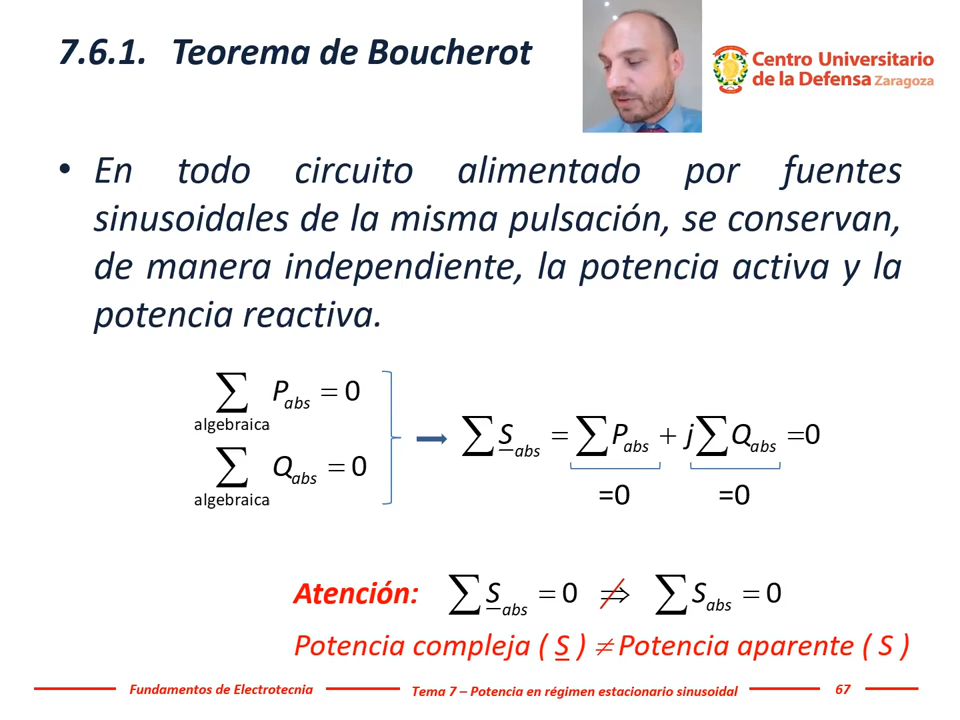 7.6.1. Teorema de Boucherot
Centro Universitario
de la Defensa Zaragoza
• En todo circuito alimentado por fuentes
sinusoidales de la misma pulsación, se conservan,
de manera independiente, la potencia activa y la
potencia reactiva.
∑ P_abs = 0
algebraica
∑ Q_abs = 0
algebraica
∑ S̲_abs = ∑ P_abs + j ∑ Q_abs =0
=0 =0
Atención: ∑ S̲_abs = 0 ⇏ ∑ S_abs = 0
Potencia compleja ( S̲ ) ≠ Potencia aparente ( S )
Fundamentos de Electrotecnia Tema 7 – Potencia en régimen estacionario sinusoidal 67